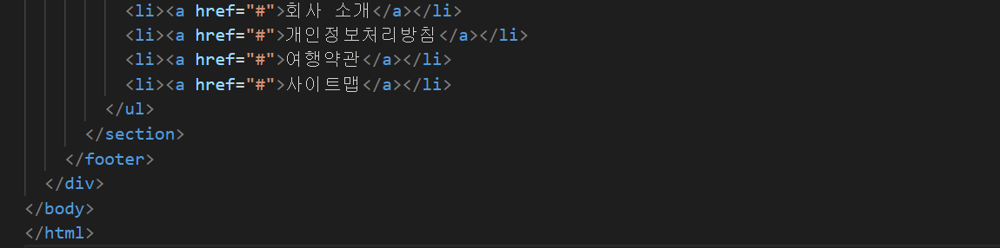 <li><a href="#">회사 소개</a></li>
<li><a href="#">개인정보처리방침</a></li>
<li><a href="#">여행약관</a></li>
<li><a href="#">사이트맵</a></li>
</ul>
</section>
</footer>
</div>
</body>
</html>